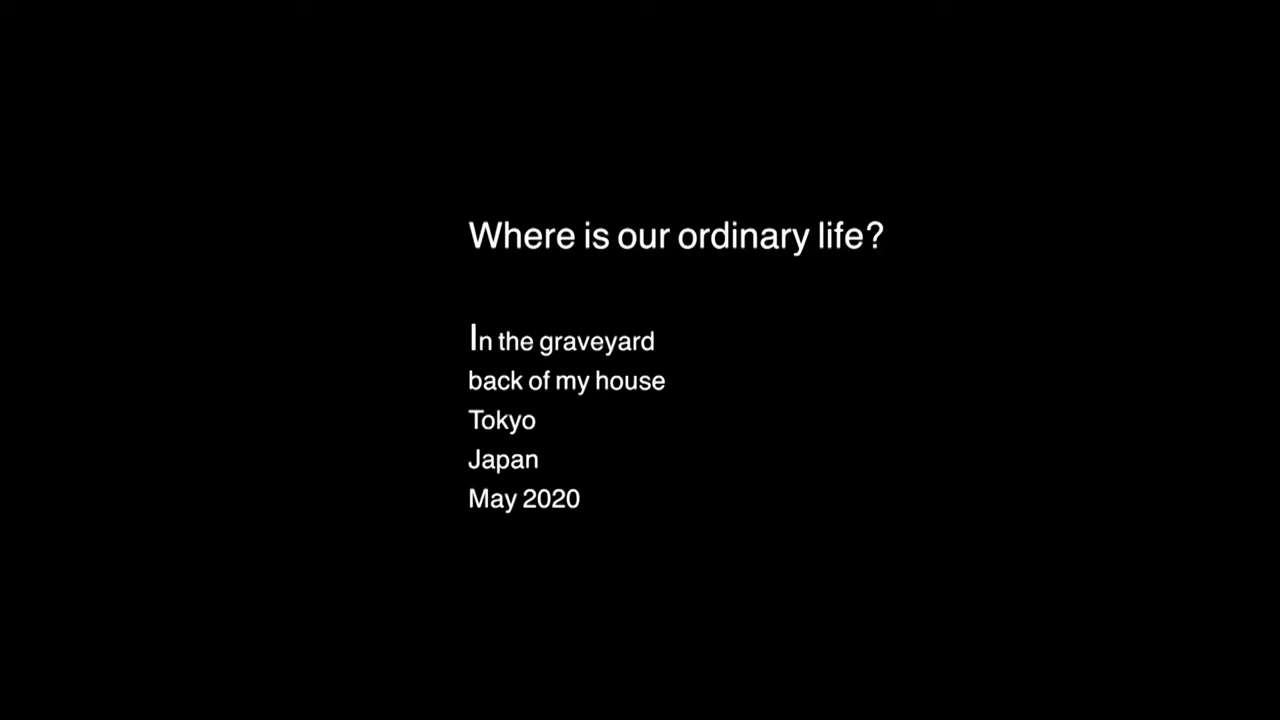 Where is our ordinary life?
In the graveyard
back of my house
Tokyo
Japan
May 2020